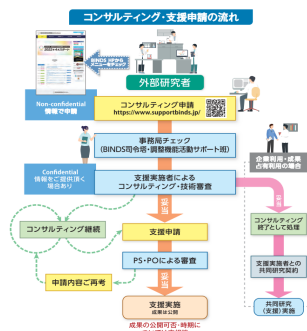 コンサルティング・支援申請の流れ
BINDS HPから
メニューをチェック
外部研究者
Non-confidential
情報で申請
コンサルティング申請
https://www.supportbinds.jp/
事務局チェック
(BINDS司令塔・調整機能活動サポート班)
企業利用・成果
占有利用の場合
Confidential
情報をご提供頂く
場合あり
支援実施者による
コンサルティング・技術審査
妥当
妥当
コンサルティング継続
支援申請
コンサルティング
終了として処理
PS・POによる審査
支援実施者との
共同研究契約
申請内容ご再考
妥当
支援実施
成果は公開
共同研究
(支援)実施
成果の公開可否・時期に